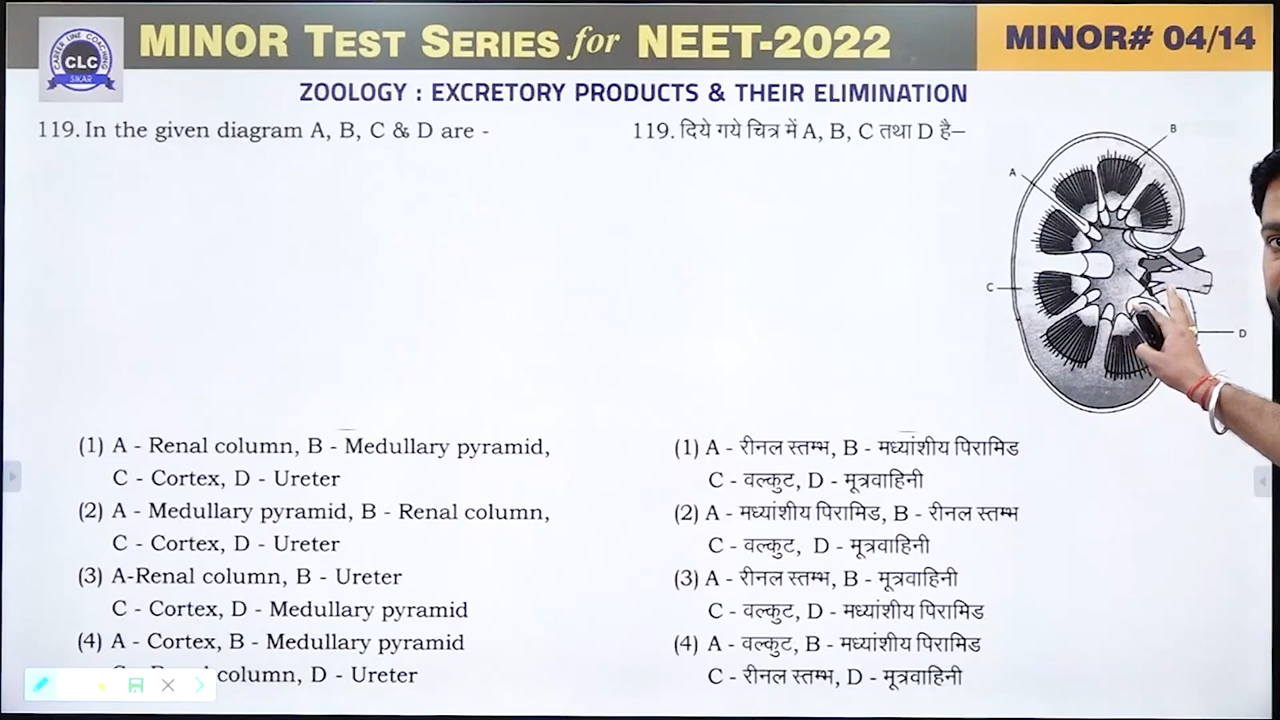 CAREER LINE COACHING
CLC
SIKAR
MINOR TEST SERIES for NEET-2022
MINOR# 04/14
ZOOLOGY : EXCRETORY PRODUCTS & THEIR ELIMINATION
119. In the given diagram A, B, C & D are -
119. दिये गये चित्र में A, B, C तथा D है–
B
A
C
D
(1) A - Renal column, B - Medullary pyramid,
C - Cortex, D - Ureter
(2) A - Medullary pyramid, B - Renal column,
C - Cortex, D - Ureter
(3) A-Renal column, B - Ureter
C - Cortex, D - Medullary pyramid
(4) A - Cortex, B - Medullary pyramid
column, D - Ureter
(1) A - रीनल स्तम्भ, B - मध्यांशीय पिरामिड
C - वल्कुट, D - मूत्रवाहिनी
(2) A - मध्यांशीय पिरामिड, B - रीनल स्तम्भ
C - वल्कुट, D - मूत्रवाहिनी
(3) A - रीनल स्तम्भ, B - मूत्रवाहिनी
C - वल्कुट, D - मध्यांशीय पिरामिड
(4) A - वल्कुट, B - मध्यांशीय पिरामिड
C - रीनल स्तम्भ, D - मूत्रवाहिनी